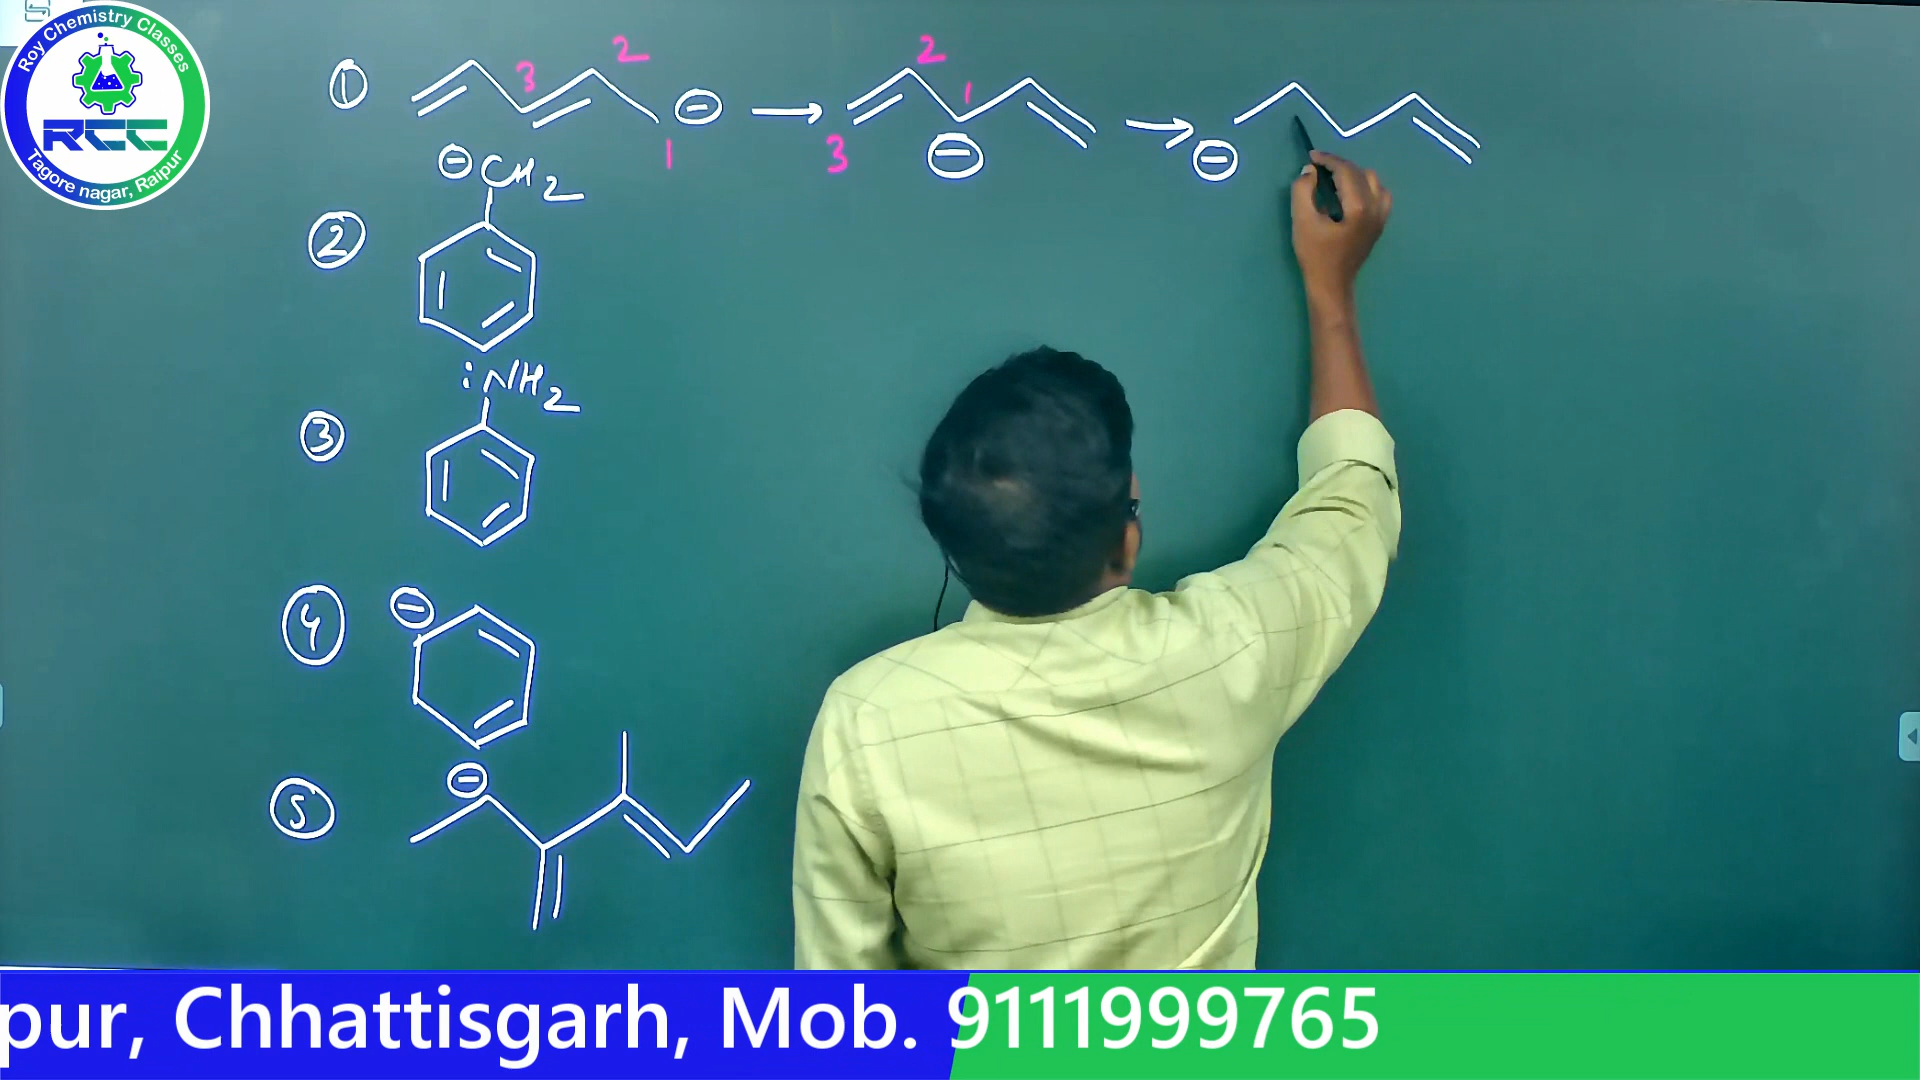 Roy Chemistry Classes
RCC
Tagore nagar, Raipur
① 3 2 1 ⊖ → 3 2 1 ⊖ → ⊖
② ⊖CH2
③ :NH2
④ ⊖
⑤ ⊖
pur, Chhattisgarh, Mob. 9111999765